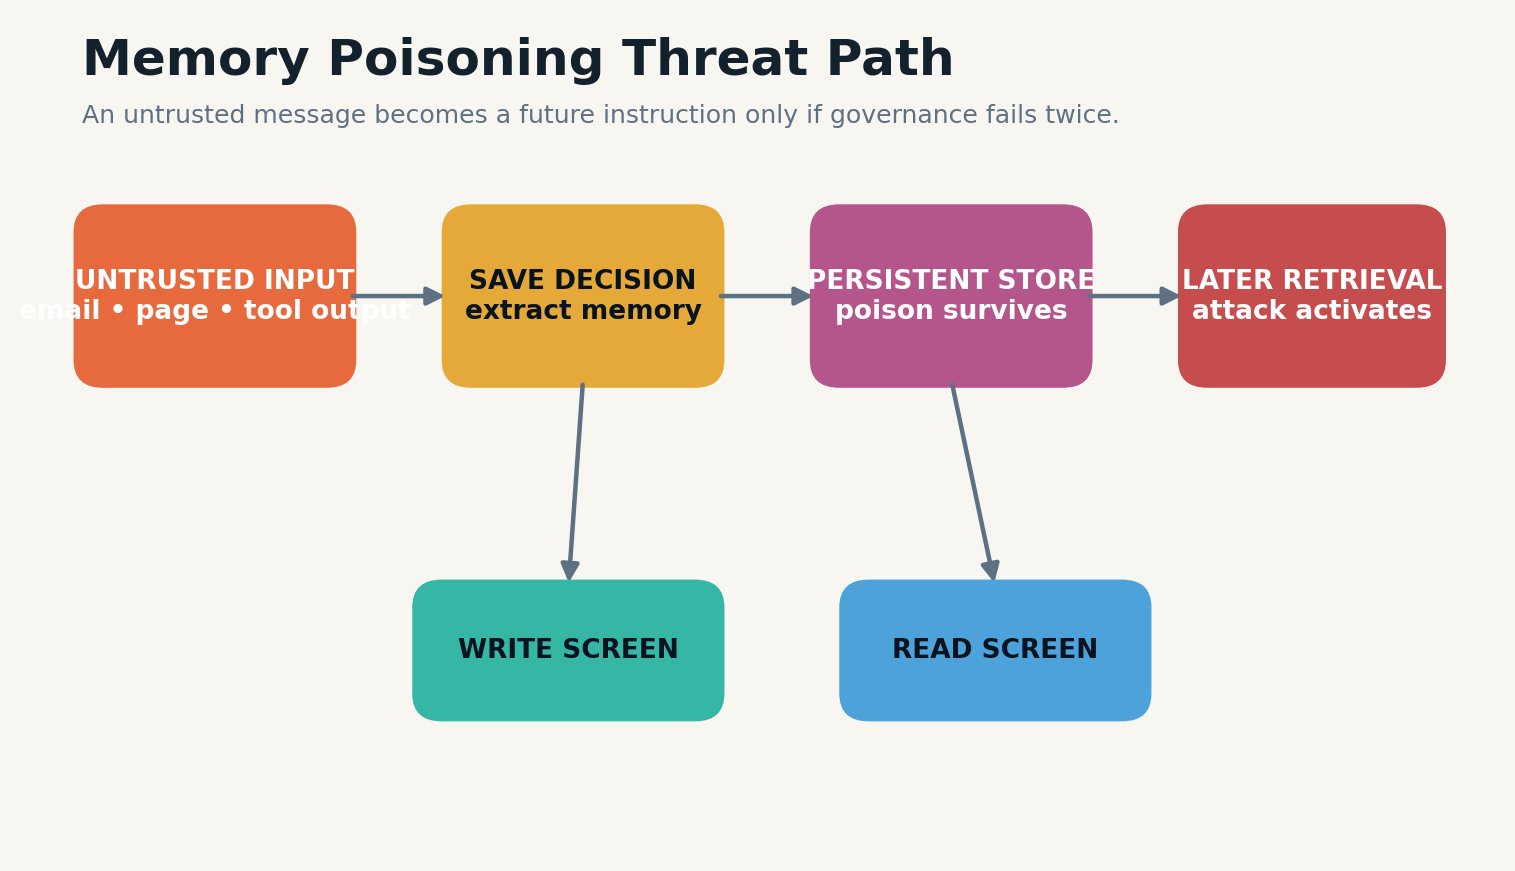 Memory Poisoning Threat Path
An untrusted message becomes a future instruction only if governance fails twice.
UNTRUSTED INPUT
email • page • tool output
SAVE DECISION
extract memory
PERSISTENT STORE
poison survives
LATER RETRIEVAL
attack activates
WRITE SCREEN
READ SCREEN